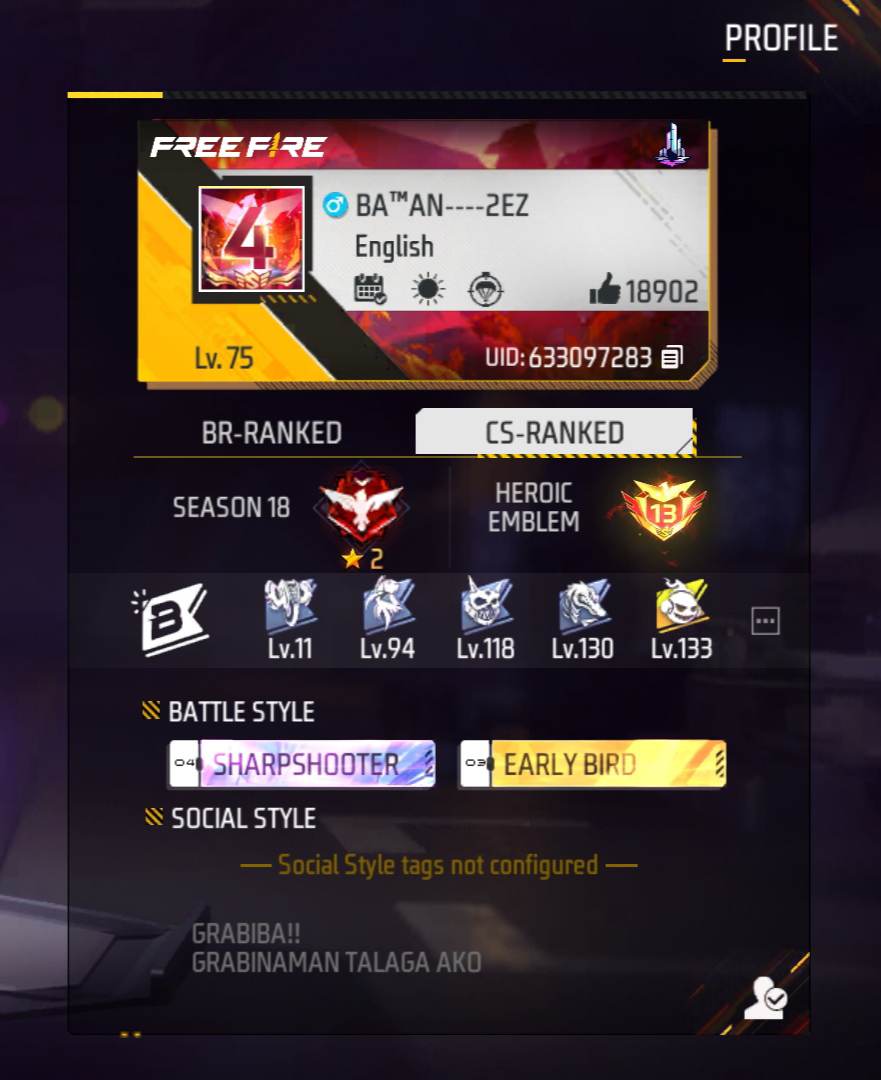 PROFILE
FREE FIRE
4
BA™AN----2EZ
English
18902
Lv. 75
UID: 633097283
BR-RANKED
CS-RANKED
SEASON 18
2
HEROIC
EMBLEM
13
B
Lv.11
Lv.94
Lv.118
Lv.130
Lv.133
BATTLE STYLE
04 SHARPSHOOTER
03 EARLY BIRD
SOCIAL STYLE
Social Style tags not configured
GRABIBA!!
GRABINAMAN TALAGA AKO